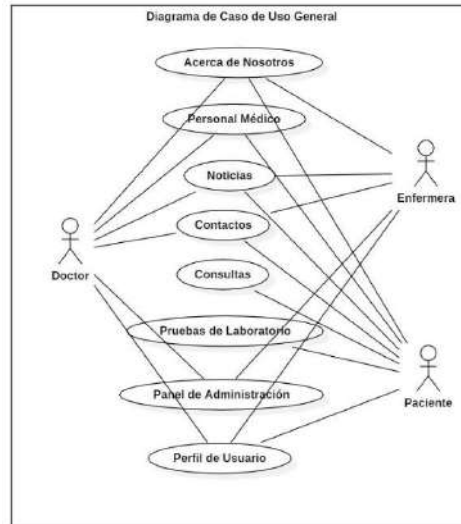 Diagrama de Caso de Uso General
Acerca de Nosotros
Personal Médico
Noticias
Enfermera
Contactos
Doctor
Consultas
Pruebas de Laboratorio
Panel de Administración
Paciente
Perfil de Usuario